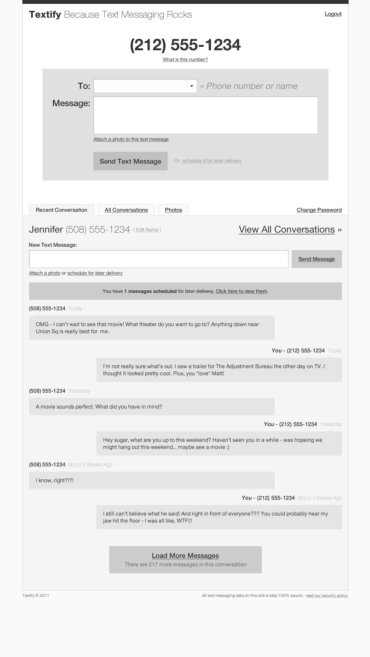 Textify Because Text Messaging Rocks
Logout
(212) 555-1234
What is this number?
To:
« Phone number or name
Message:
Attach a photo to this text message
Send Text Message
Or, schedule it for later delivery
Recent Conversation
All Conversations
Photos
Change Password
Jennifer (508) 555-1234 (Edit Name)
View All Conversations »
New Text Message:
Send Message
Attach a photo or schedule for later delivery
You have 1 messages scheduled for later delivery. Click here to view them.
(508) 555-1234 Today
OMG - I can't wait to see that movie! What theater do you want to go to? Anything down near
Union Sq is really best for me.
You - (212) 555-1234 Today
I'm not really sure what's out. I saw a trailer for The Adjustment Bureau the other day on TV. I
thought it looked pretty cool. Plus, you "love" Matt!
(508) 555-1234 Yesterday
A movie sounds perfect. What did you have in mind?
You - (212) 555-1234 Yesterday
Hey sugar, what are you up to this weekend? Haven't seen you in a while - was hopeing we
might hang out this weekend... maybe see a movie :)
(508) 555-1234 About 3 Weeks Ago
I know, right?!?!
You - (212) 555-1234 About 3 Weeks Ago
I still can't believe what he said! And right in front of everyone??? You could probably hear my
jaw hit the floor - I was all like, WTF!!!
Load More Messages
There are 217 more messages in this conversation
Textify © 2011
All text messaging data on this site is kept 100% secure - read our security policy.